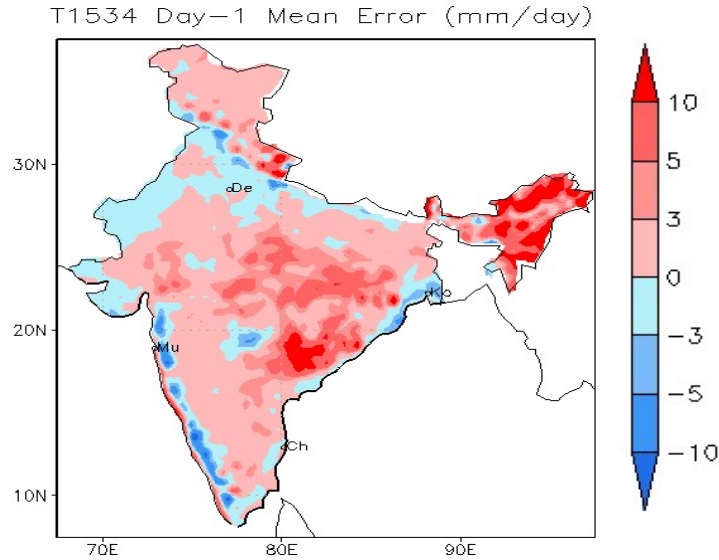 T1534 Day-1 Mean Error (mm/day)
10
5
3
0
-3
-5
-10
30N
20N
10N
De
Ko
Mu
Ch
70E 80E 90E